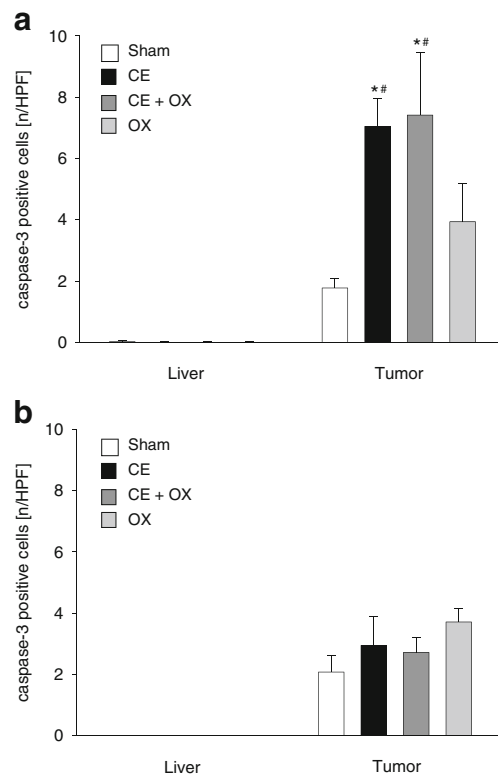 a
caspase-3 positive cells [n/HPF]
10
8
6
4
2
0
Sham
CE
CE + OX
OX
*#
*#
Liver Tumor
b
caspase-3 positive cells [n/HPF]
10
8
6
4
2
0
Sham
CE
CE + OX
OX
Liver Tumor